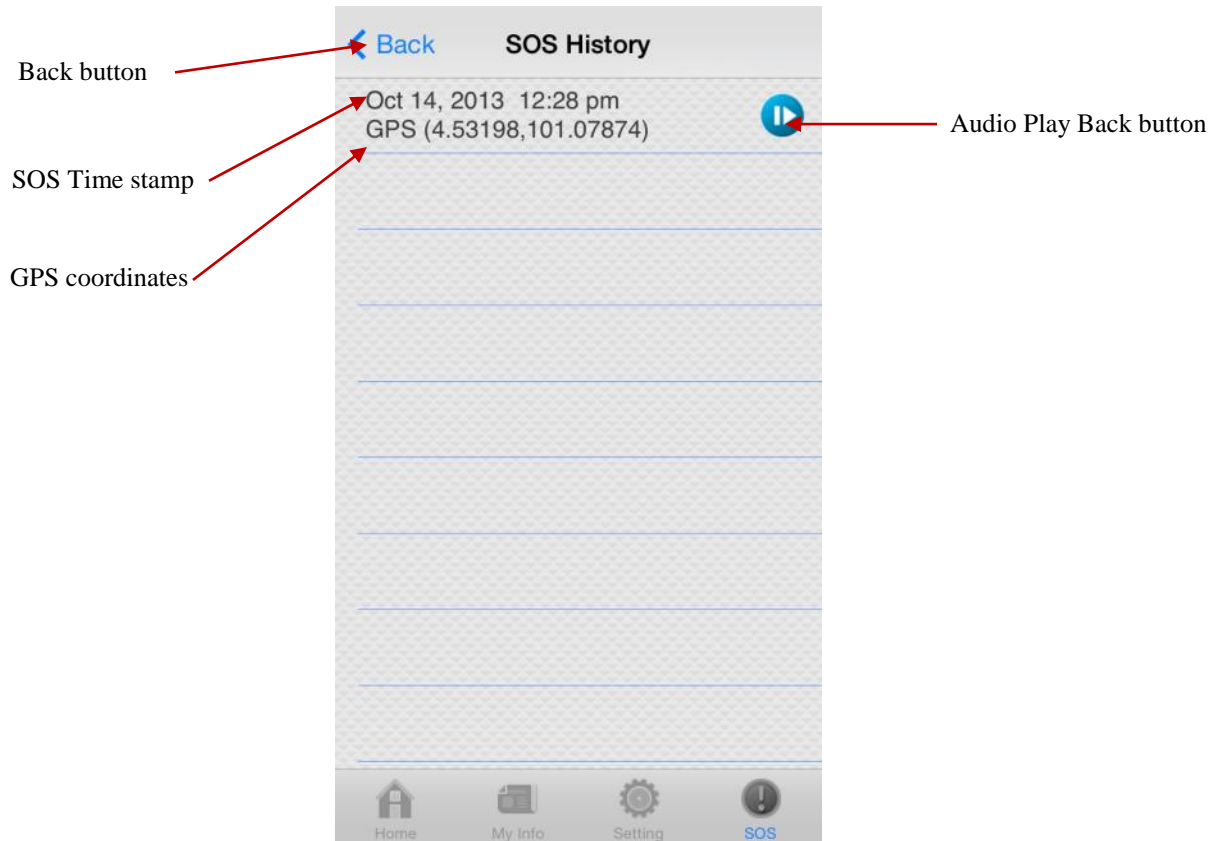 Back SOS History
Back button
Oct 14, 2013 12:28 pm
GPS (4.53198,101.07874)
Audio Play Back button
SOS Time stamp
GPS coordinates
Home My Info Setting SOS